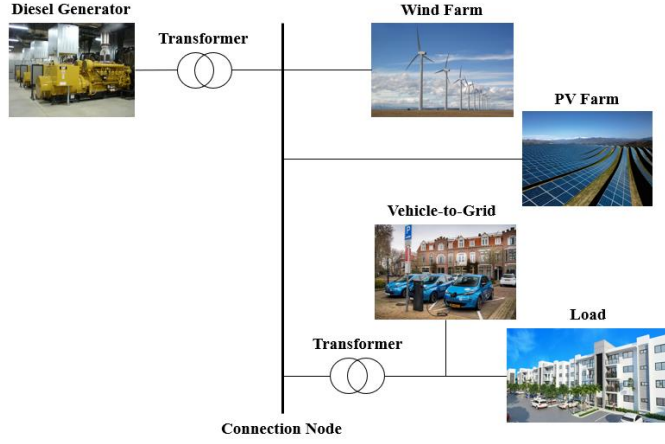 Diesel Generator
Transformer
Wind Farm
PV Farm
Vehicle-to-Grid
Load
Transformer
Connection Node